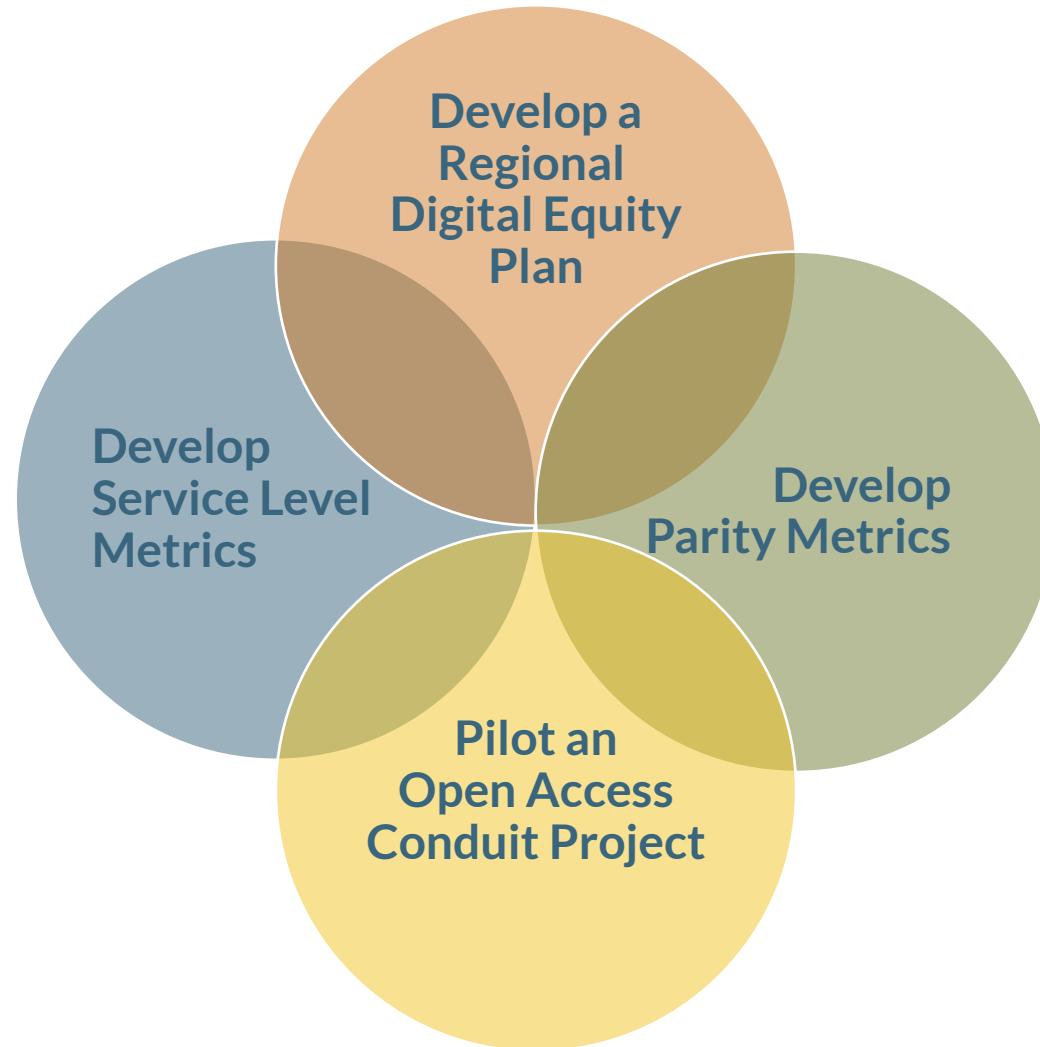 Develop a
Regional
Digital Equity
Plan
Develop
Service Level
Metrics
Develop
Parity Metrics
Pilot an
Open Access
Conduit Project